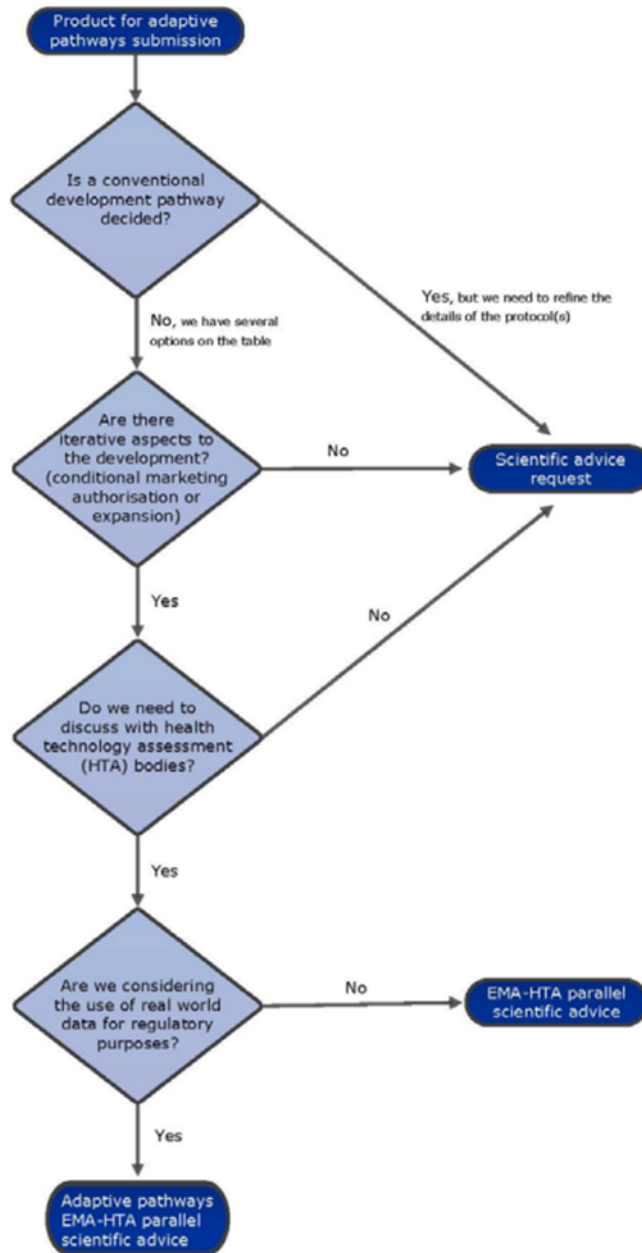 Product for adaptive
pathways submission
Is a conventional
development pathway
decided?
Yes, but we need to refine the
details of the protocol(s)
No, we have several
options on the table
Are there
iterative aspects to
the development?
(conditional marketing
authorisation or
expansion)
No
Scientific advice
request
Yes
No
Do we need to
discuss with health
technology assessment
(HTA) bodies?
Yes
Are we considering
the use of real world
data for regulatory
purposes?
No
EMA-HTA parallel
scientific advice
Yes
Adaptive pathways
EMA-HTA parallel
scientific advice